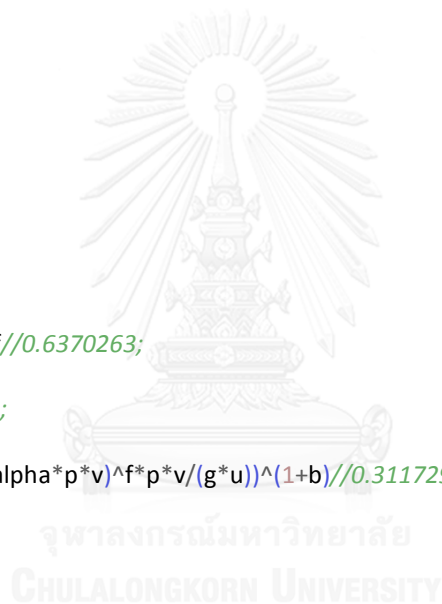 //0.6370263;
;
lpha*p*v)^f*p*v/(g*u))^(1+b)//0.311729
จุฬาลงกรณ์มหาวิทยาลัย
CHULALONGKORN UNIVERSITY